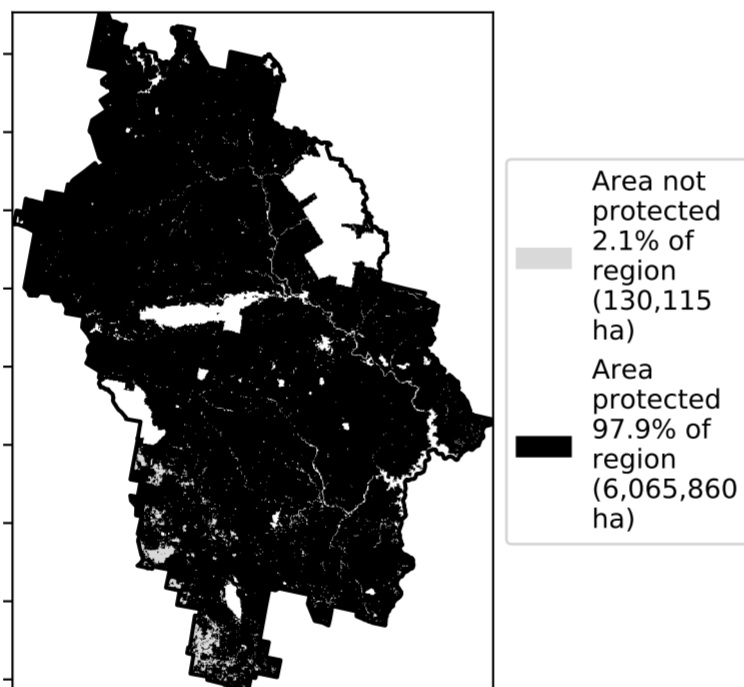 Area not
protected
2.1% of
region
(130,115
ha)
Area
protected
97.9% of
region
(6,065,860
ha)